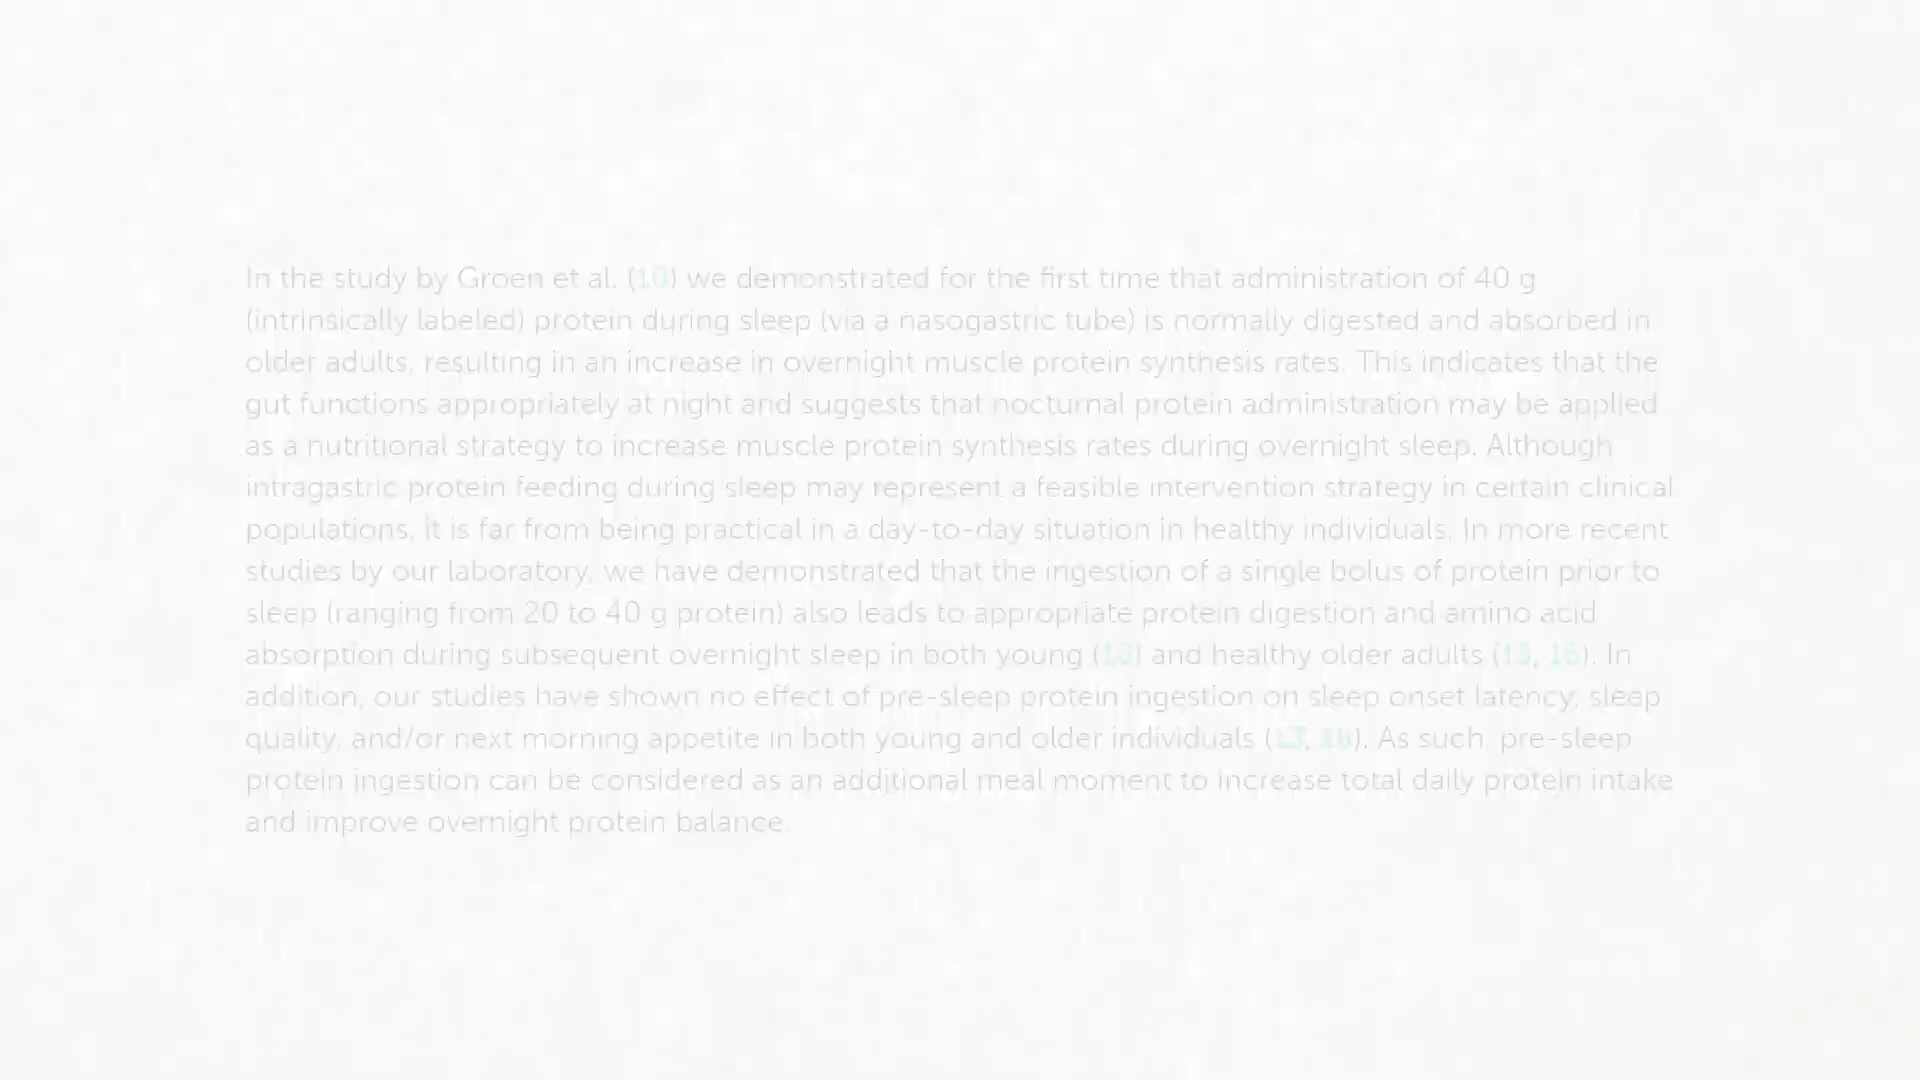 In the study by Groen et al. (10) we demonstrated for the first time that administration of 40 g
(intrinsically labeled) protein during sleep (via a nasogastric tube) is normally digested and absorbed in
older adults, resulting in an increase in overnight muscle protein synthesis rates. This indicates that the
gut functions appropriately at night and suggests that nocturnal protein administration may be applied
as a nutritional strategy to increase muscle protein synthesis rates during overnight sleep. Although
intragastric protein feeding during sleep may represent a feasible intervention strategy in certain clinical
populations, it is far from being practical in a day-to-day situation in healthy individuals. In more recent
studies by our laboratory, we have demonstrated that the ingestion of a single bolus of protein prior to
sleep (ranging from 20 to 40 g protein) also leads to appropriate protein digestion and amino acid
absorption during subsequent overnight sleep in both young () and healthy older adults (13, 16). In
addition, our studies have shown no effect of pre-sleep protein ingestion on sleep onset latency, sleep
quality, and/or next morning appetite in both young and older individuals (). As such, pre-sleep
protein ingestion can be considered as an additional meal moment to increase total daily protein intake
and improve overnight protein balance.